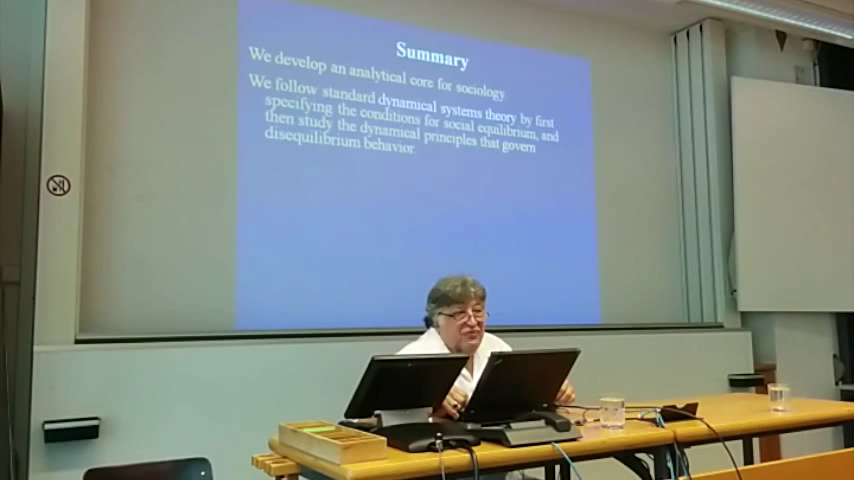 Summary
We develop an analytical core for sociology
We follow standard dynamical systems theory by first
specifying the conditions for social equilibrium, and
then study the dynamical principles that govern
disequilibrium behavior.